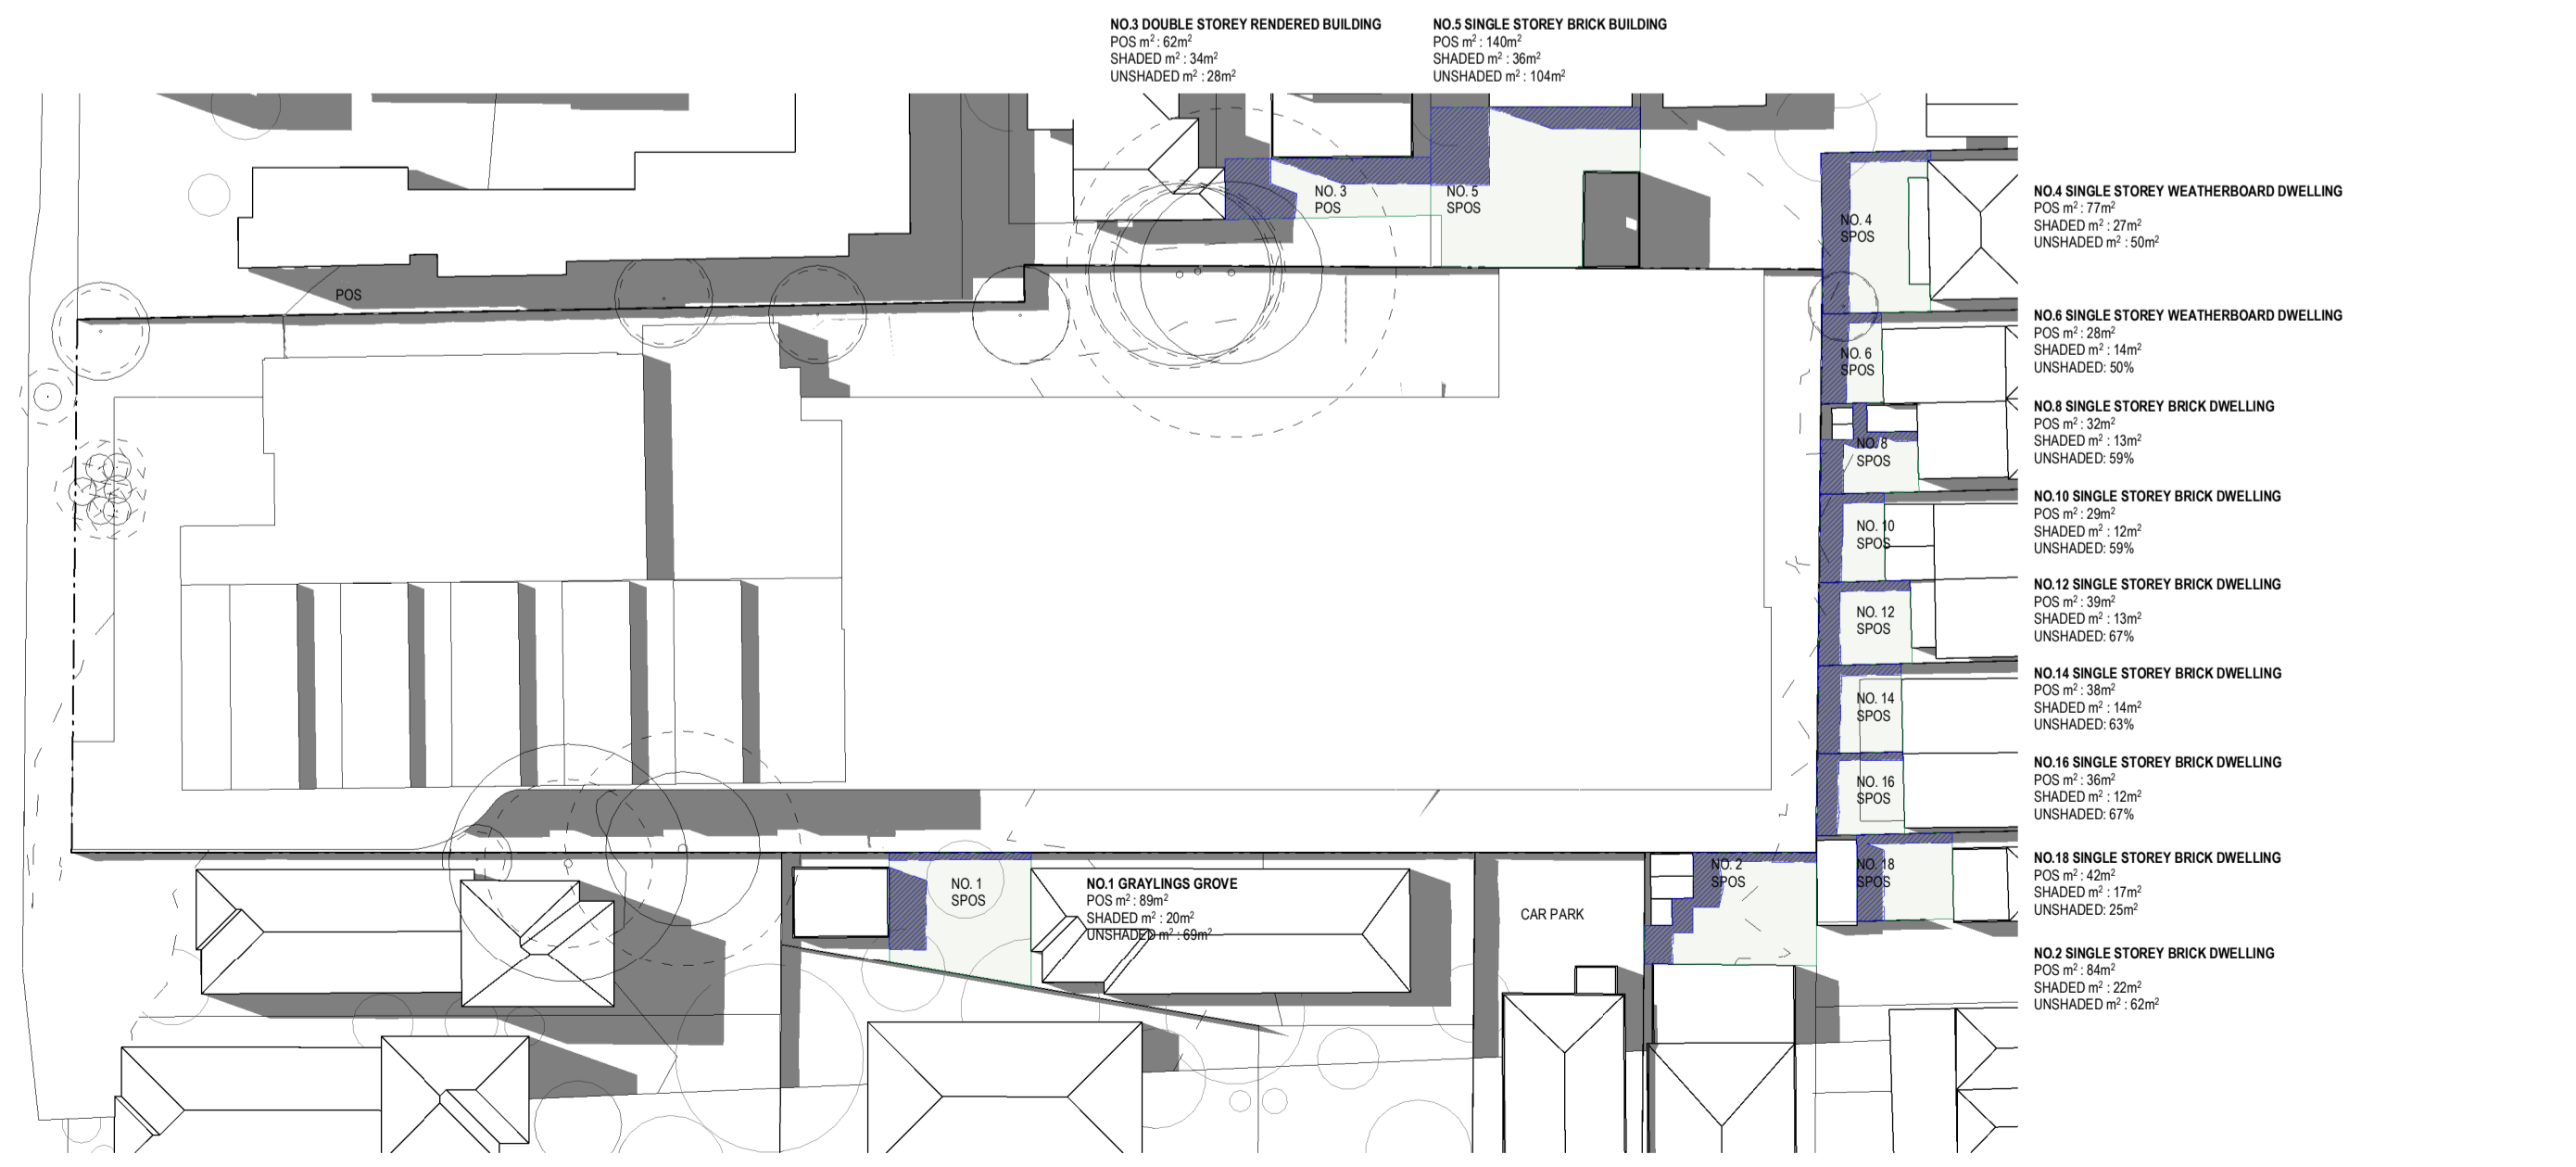 NO.3 DOUBLE STOREY RENDERED BUILDING
POS m² : 62m²
SHADED m² : 34m²
UNSHADED m² : 28m²
NO.5 SINGLE STOREY BRICK BUILDING
POS m² : 140m²
SHADED m² : 36m²
UNSHADED m² : 104m²
NO. 3
POS
NO. 5
SPOS
NO. 4
SPOS
NO.4 SINGLE STOREY WEATHERBOARD DWELLING
POS m² : 77m²
SHADED m² : 27m²
UNSHADED m² : 50m²
POS
NO. 6
SPOS
NO.6 SINGLE STOREY WEATHERBOARD DWELLING
POS m² : 28m²
SHADED m² : 14m²
UNSHADED: 50%
NO. 8
SPOS
NO.8 SINGLE STOREY BRICK DWELLING
POS m² : 32m²
SHADED m² : 13m²
UNSHADED: 59%
NO. 10
SPOS
NO.10 SINGLE STOREY BRICK DWELLING
POS m² : 29m²
SHADED m² : 12m²
UNSHADED: 59%
NO. 12
SPOS
NO.12 SINGLE STOREY BRICK DWELLING
POS m² : 39m²
SHADED m² : 13m²
UNSHADED: 67%
NO. 14
SPOS
NO.14 SINGLE STOREY BRICK DWELLING
POS m² : 38m²
SHADED m² : 14m²
UNSHADED: 63%
NO. 16
SPOS
NO.16 SINGLE STOREY BRICK DWELLING
POS m² : 36m²
SHADED m² : 12m²
UNSHADED: 67%
NO. 1
SPOS
NO.1 GRAYLINGS GROVE
POS m² : 89m²
SHADED m² : 20m²
UNSHADED m² : 69m²
CAR PARK
NO. 2
SPOS
NO. 18
SPOS
NO.18 SINGLE STOREY BRICK DWELLING
POS m² : 42m²
SHADED m² : 17m²
UNSHADED: 25m²
NO.2 SINGLE STOREY BRICK DWELLING
POS m² : 84m²
SHADED m² : 22m²
UNSHADED m² : 62m²